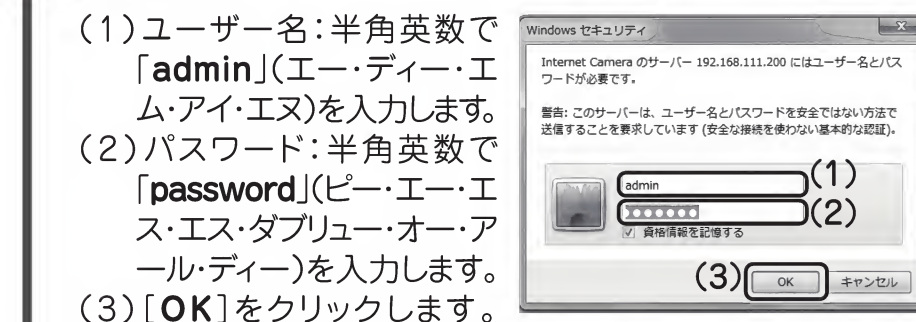 (1)ユーザー名:半角英数で
「admin」(エー・ディー・エ
ム・アイ・エヌ)を入力します。
(2)パスワード:半角英数で
「password」(ピー・エー・エ
ス・エス・ダブリュー・オー・ア
ール・ディー)を入力します。
(3)[OK]をクリックします。
Windows セキュリティ
Internet Camera のサーバー 192.168.111.200 にはユーザー名とパス
ワードが必要です。
警告: このサーバーは、ユーザー名とパスワードを安全ではない方法で
送信することを要求しています (安全な接続を使わない基本的な認証)。
admin
(1)
●●●●●●●
(2)
資格情報を記憶する
(3)
OK
キャンセル